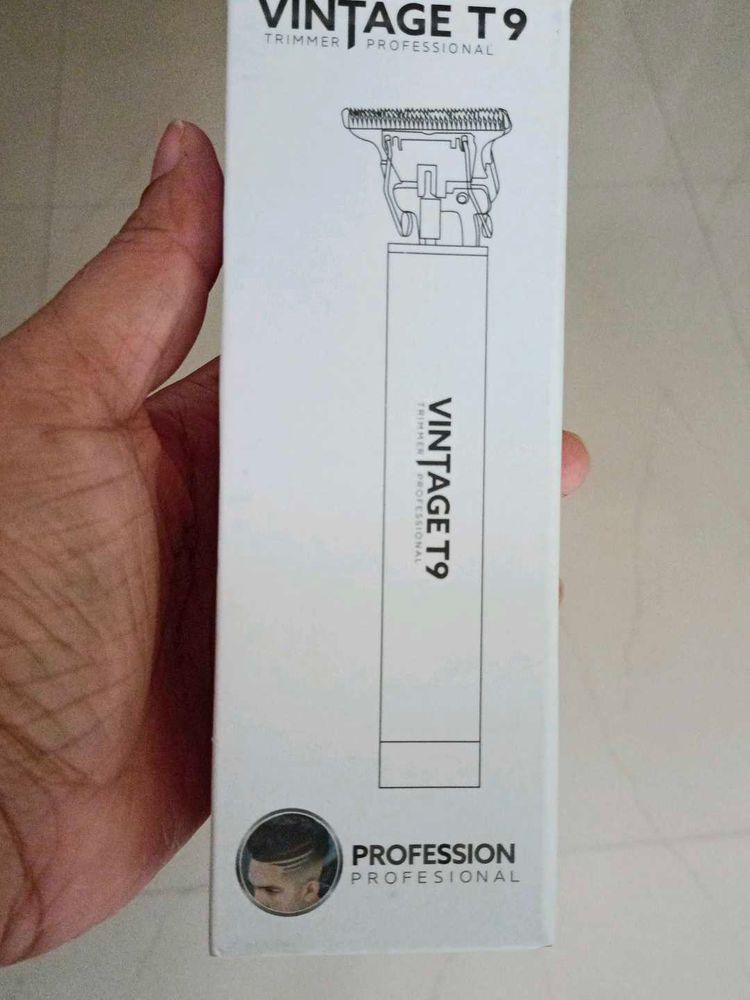 VINTAGE T9
TRIMMER PROFESSIONAL
VINTAGE T9
TRIMMER PROFESSIONAL
PROFESSION
PROFESIONAL